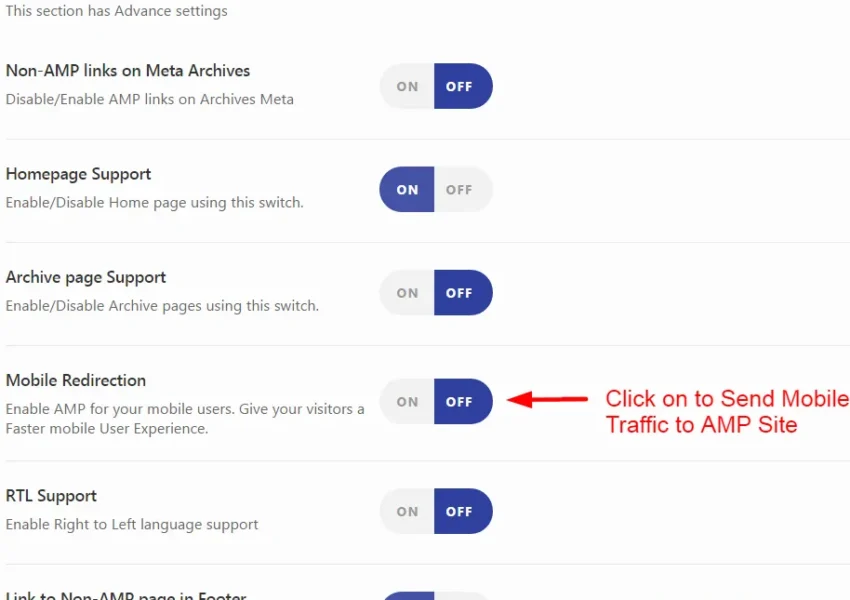 This section has Advance settings
Non-AMP links on Meta Archives
ON OFF
Disable/Enable AMP links on Archives Meta
Homepage Support
ON OFF
Enable/Disable Home page using this switch.
Archive page Support
ON OFF
Enable/Disable Archive pages using this switch.
Mobile Redirection
Enable AMP for your mobile users. Give your visitors a
Faster mobile User Experience.
ON OFF
Click on to Send Mobile
Traffic to AMP Site
RTL Support
ON OFF
Enable Right to Left language support
Link to Non-AMP page in Footer